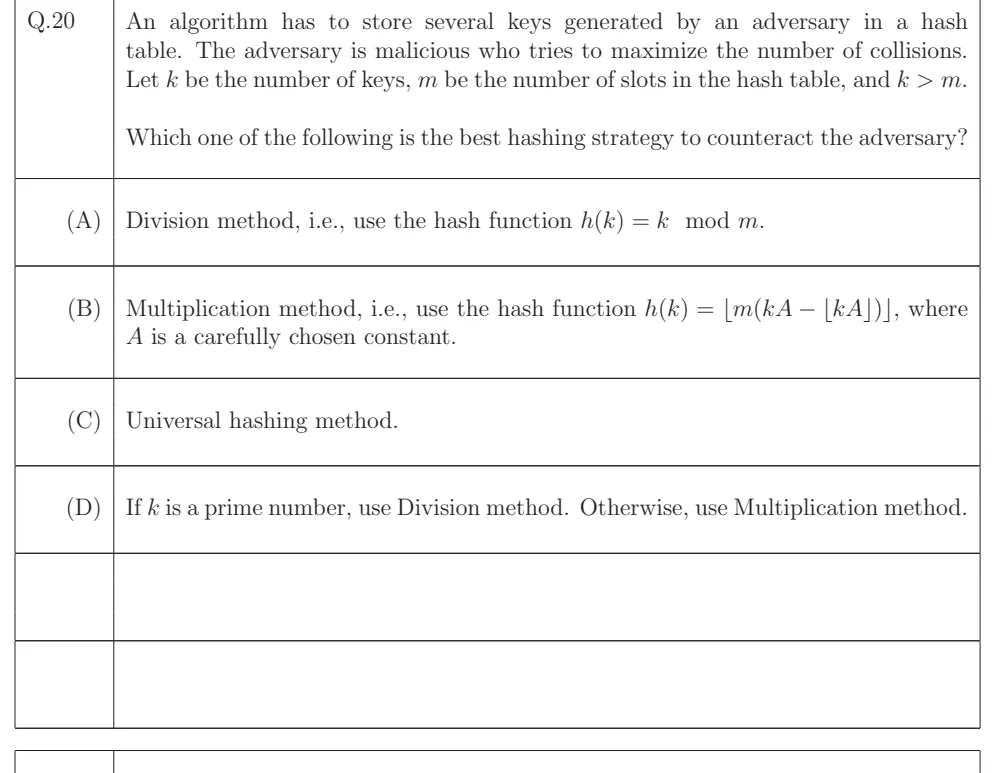 Q.20 An algorithm has to store several keys generated by an adversary in a hash
table. The adversary is malicious who tries to maximize the number of collisions.
Let k be the number of keys, m be the number of slots in the hash table, and k > m.
Which one of the following is the best hashing strategy to counteract the adversary?
(A) Division method, i.e., use the hash function h(k) = k mod m.
(B) Multiplication method, i.e., use the hash function h(k) = ⌊m(kA − ⌊kA⌋)⌋, where
A is a carefully chosen constant.
(C) Universal hashing method.
(D) If k is a prime number, use Division method. Otherwise, use Multiplication method.